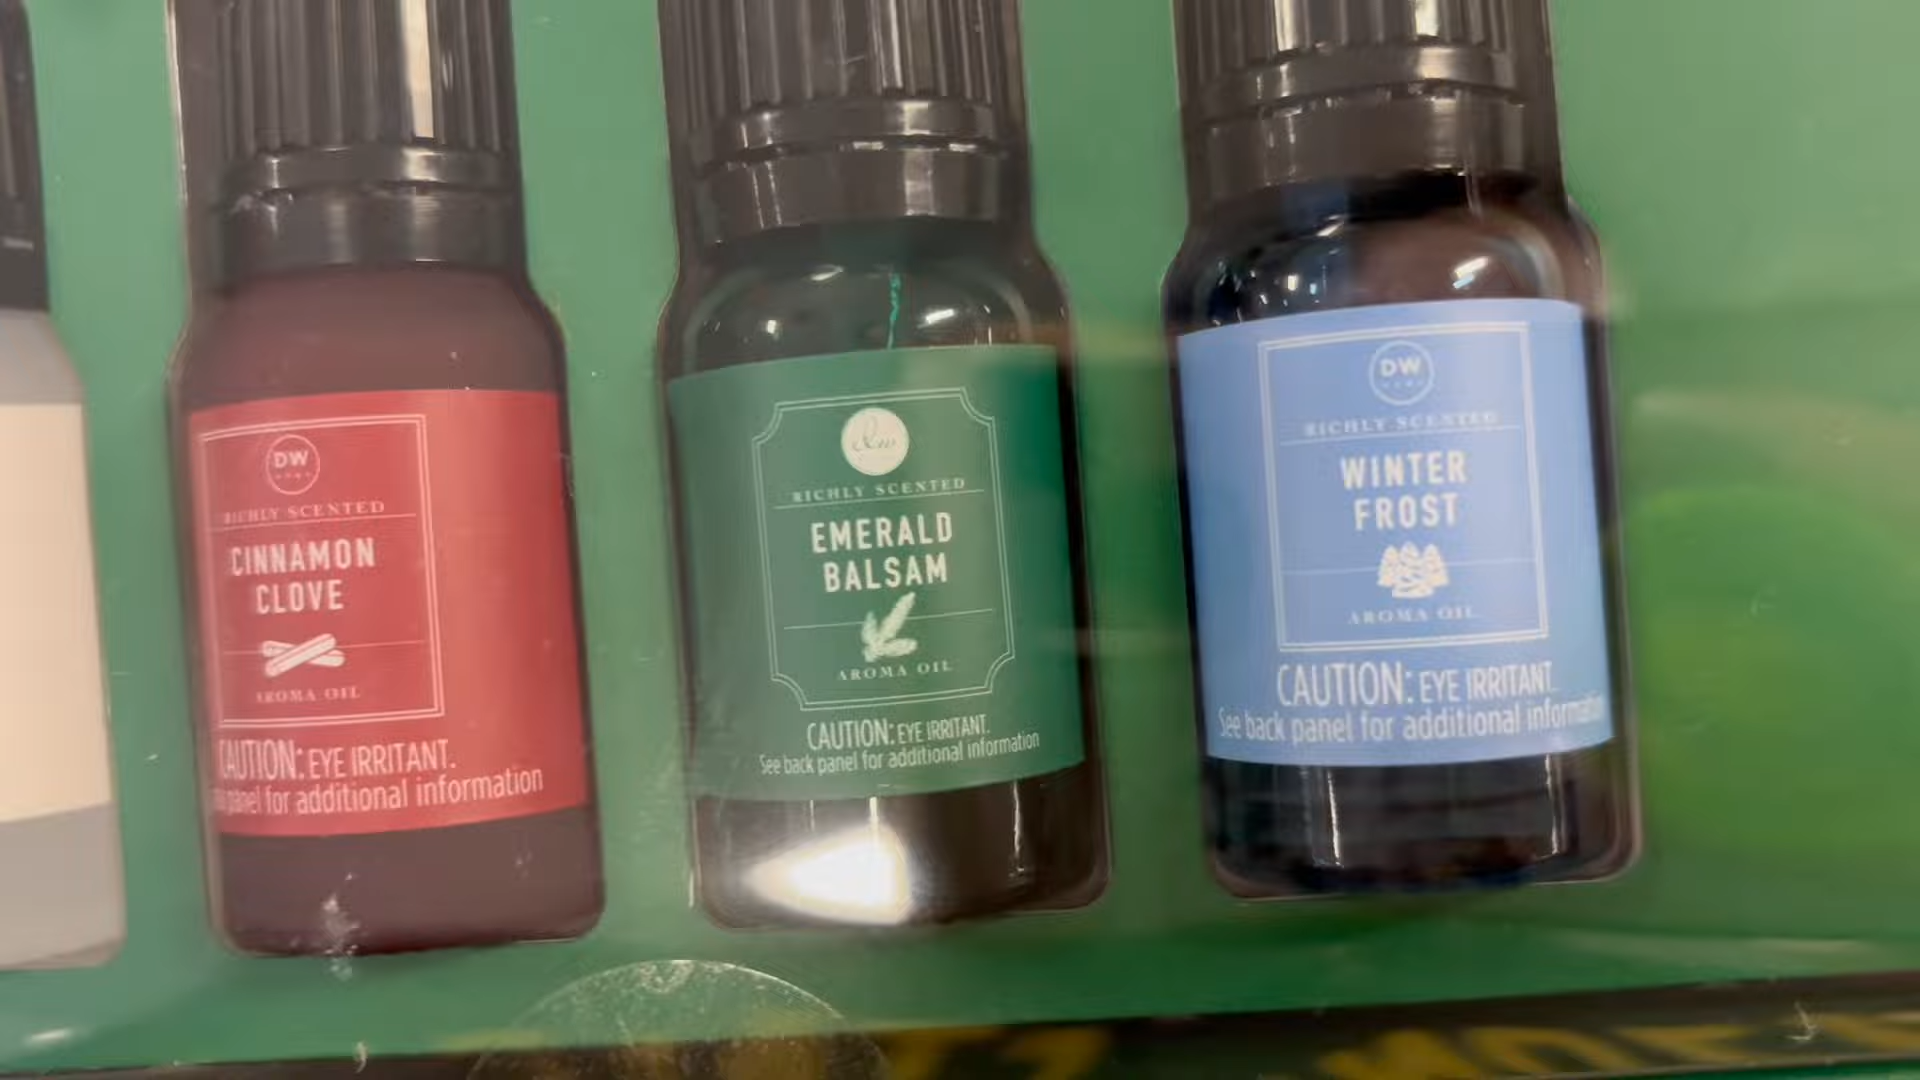 DW
RICHLY SCENTED
CINNAMON
CLOVE
AROMA OIL
CAUTION: EYE IRRITANT.
panel for additional information
Dw
RICHLY SCENTED
EMERALD
BALSAM
AROMA OIL
CAUTION: EYE IRRITANT.
See back panel for additional information
DW
HOME
RICHLY SCENTED
WINTER
FROST
AROMA OIL
CAUTION: EYE IRRITANT.
See back panel for additional information